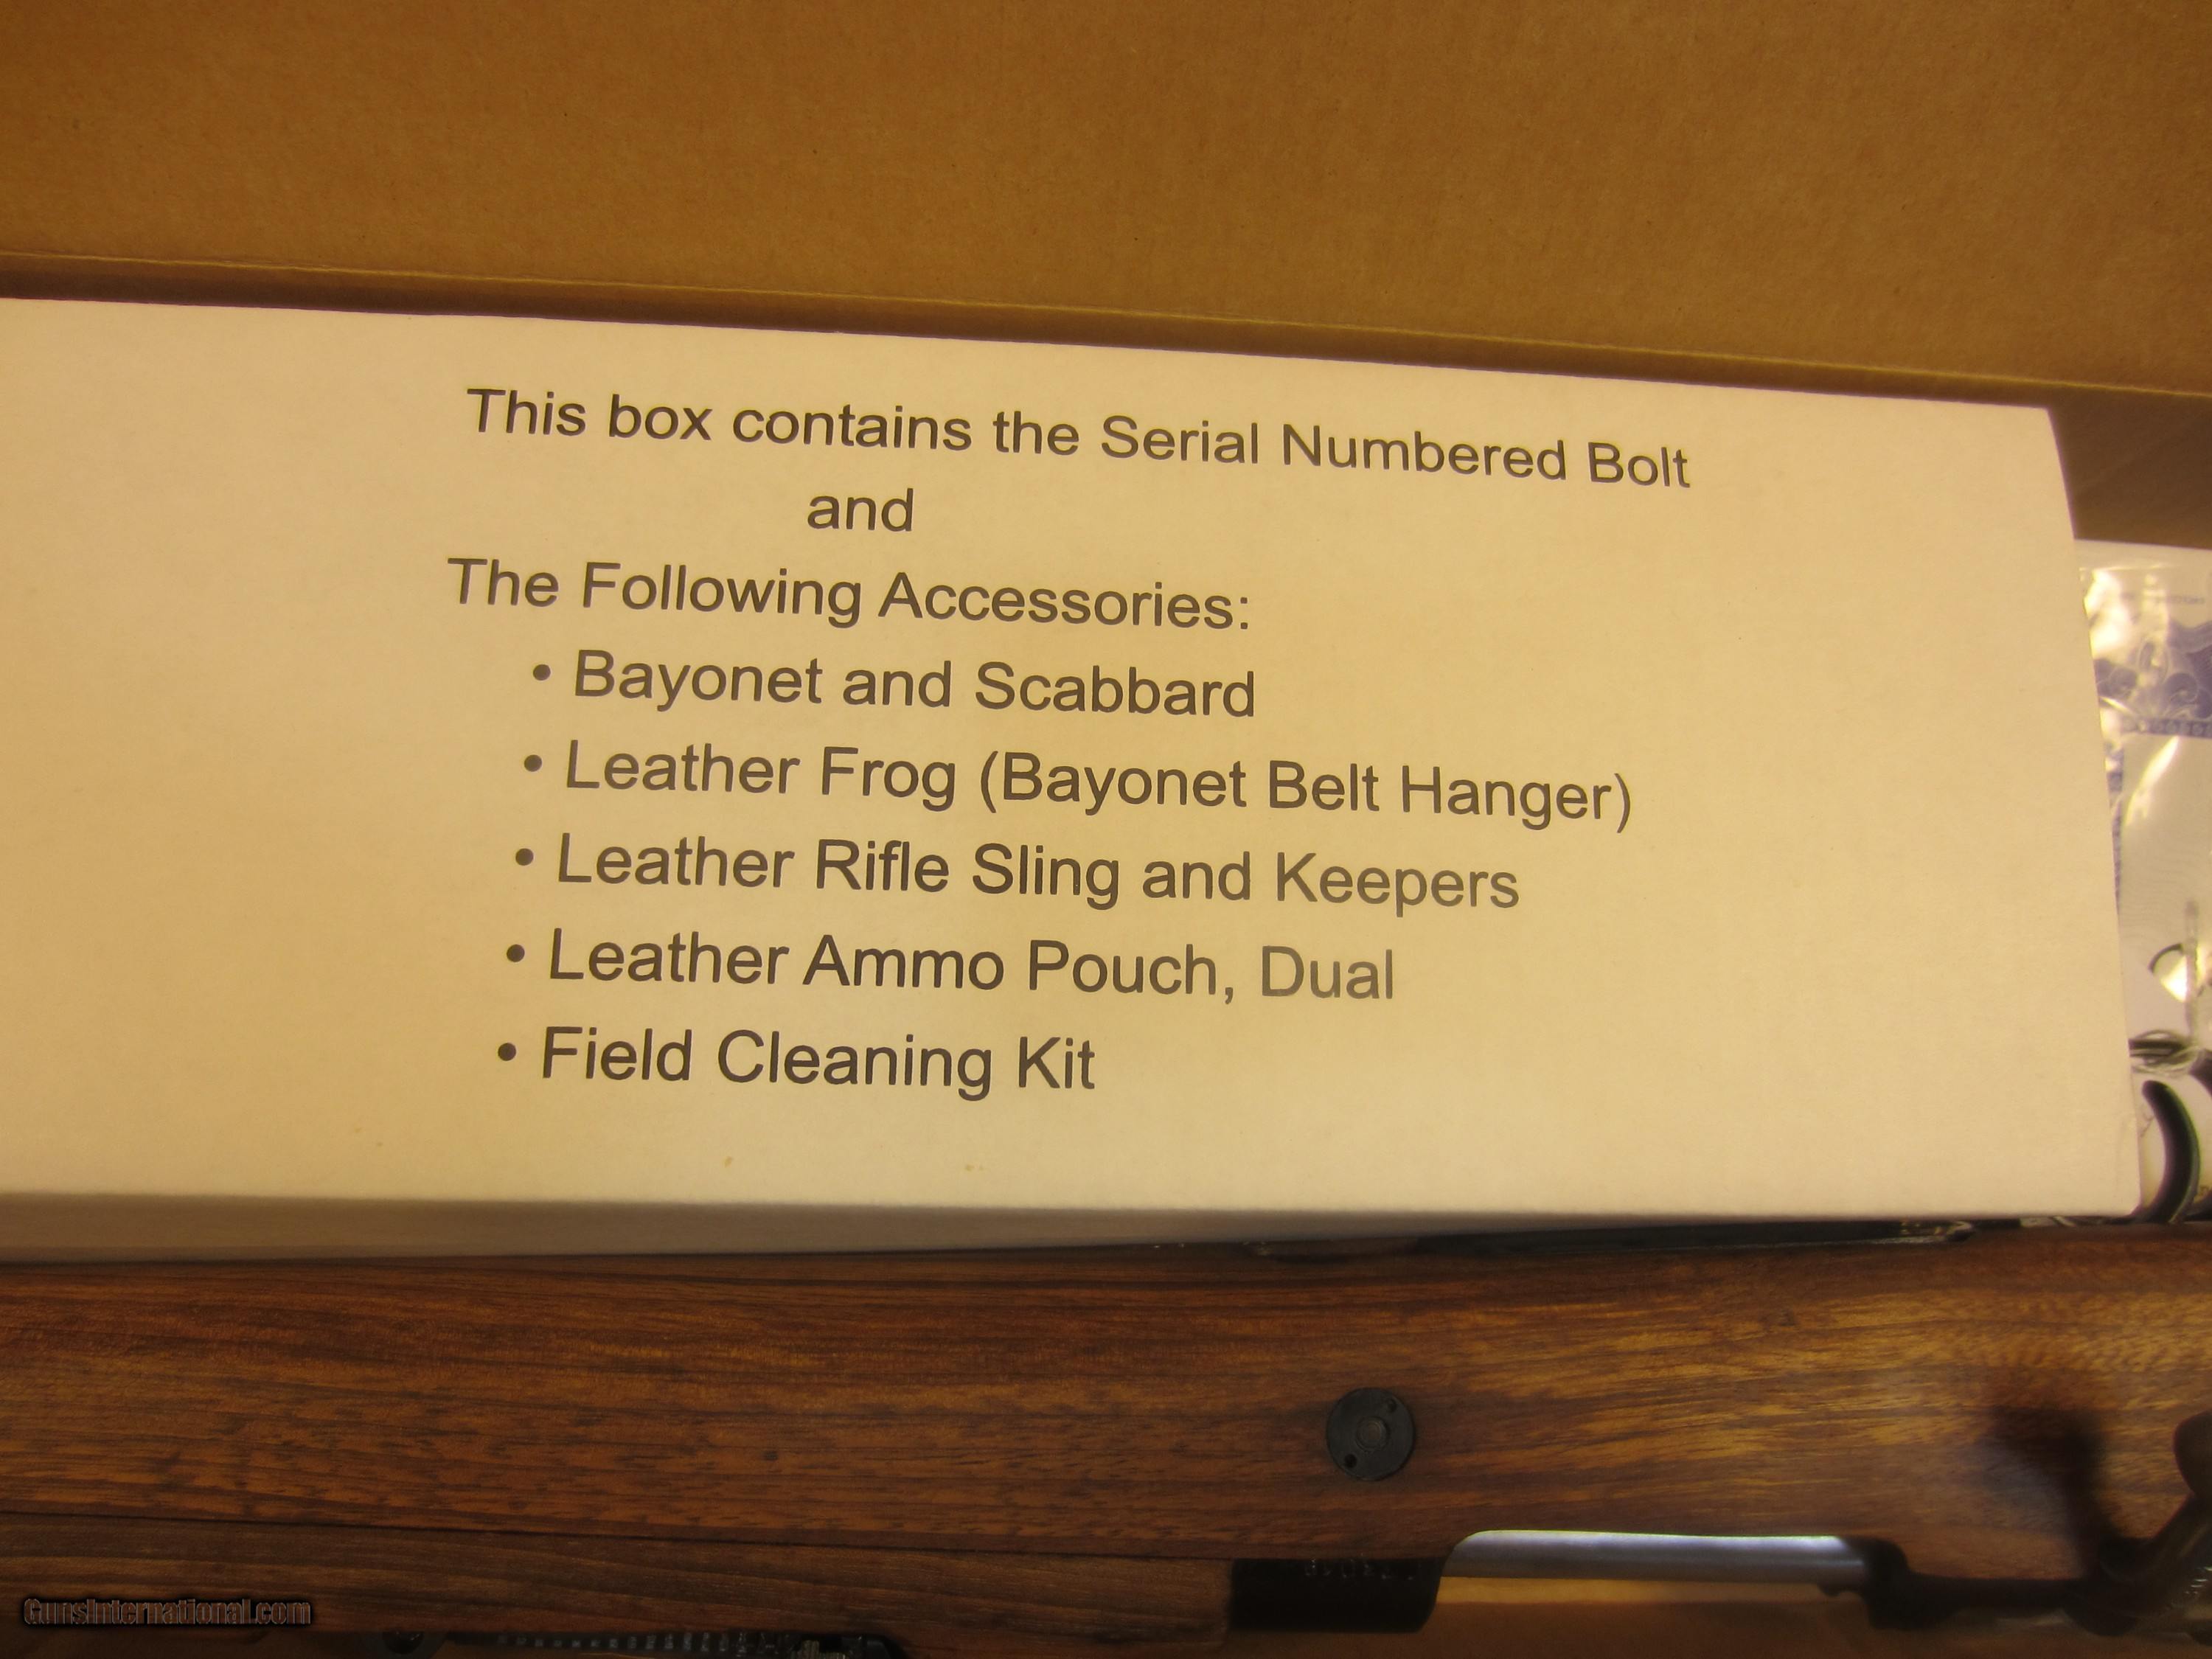 This box contains the Serial Numbered Bolt
and
The Following Accessories:
• Bayonet and Scabbard
• Leather Frog (Bayonet Belt Hanger)
• Leather Rifle Sling and Keepers
• Leather Ammo Pouch, Dual
• Field Cleaning Kit
GunsInternational.com